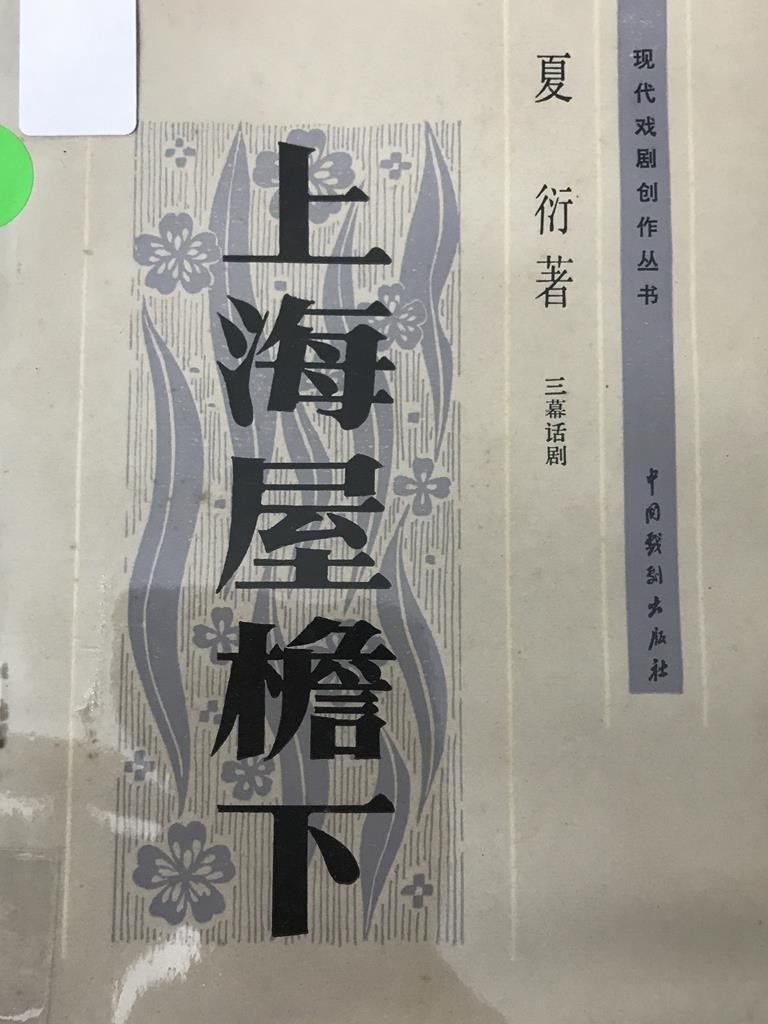 现代戏剧创作丛书
中国戏剧出版社
夏衍著
三幕话剧
上海屋檐下